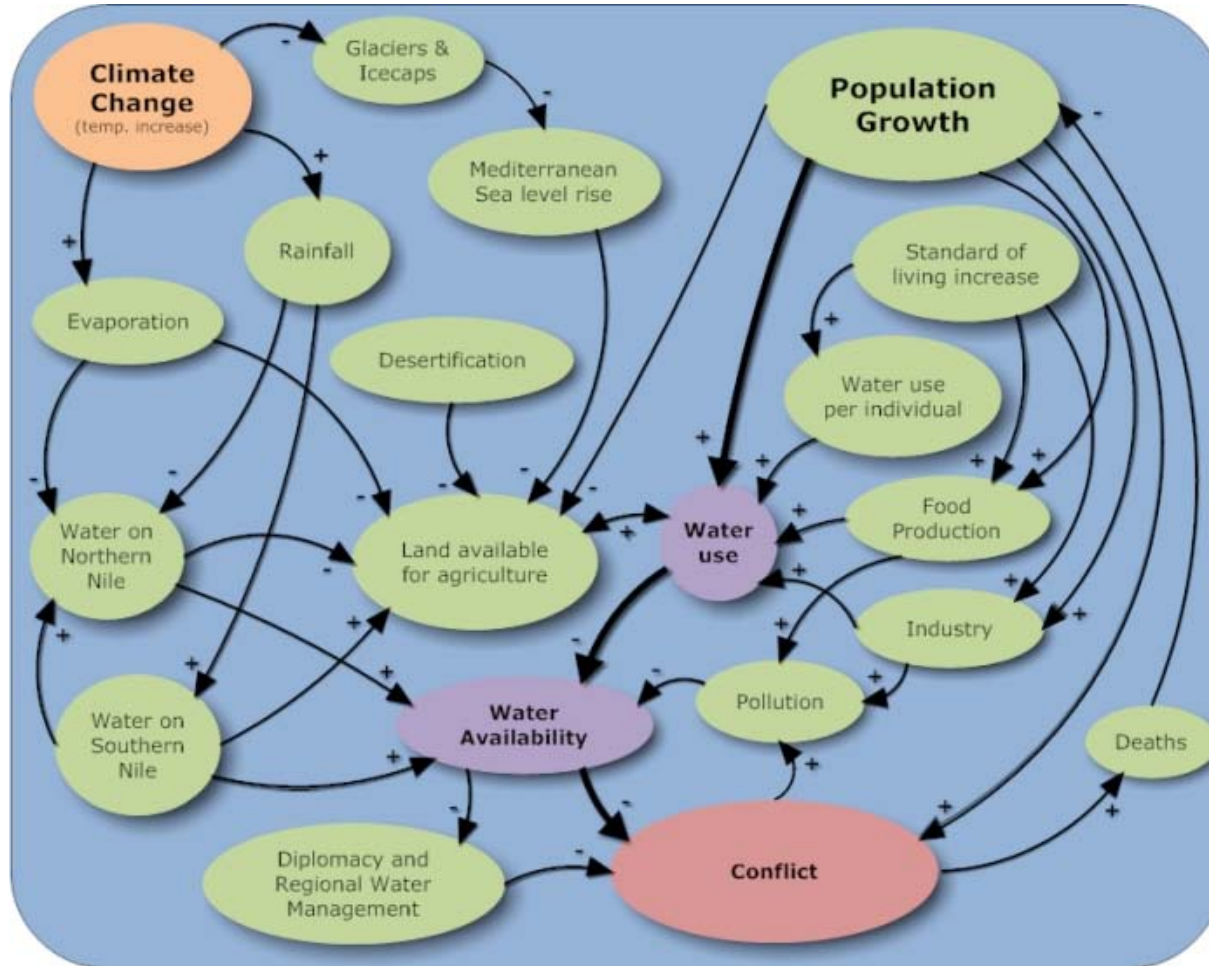 Climate
Change
(temp. increase)
Glaciers &
Icecaps
Population
Growth
Mediterranean
Sea level rise
Rainfall
Standard of
living increase
Evaporation
Desertification
Water use
per individual
Water on
Northern
Nile
Land available
for agriculture
Water
use
Food
Production
Industry
Water on
Southern
Nile
Water
Availability
Pollution
Deaths
Diplomacy and
Regional Water
Management
Conflict